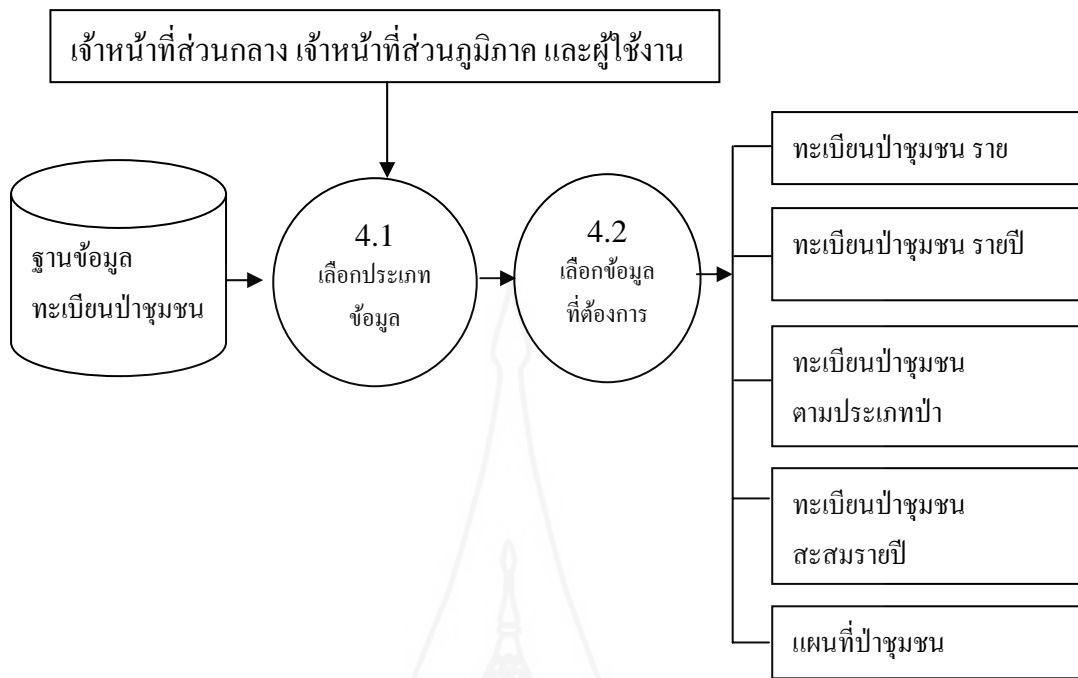 เจ้าหน้าที่ส่วนกลาง เจ้าหน้าที่ส่วนภูมิภาค และผู้ใช้งาน
ฐานข้อมูล
ทะเบียนป่าชุมชน
4.1
เลือกประเภท
ข้อมูล
4.2
เลือกข้อมูล
ที่ต้องการ
ทะเบียนป่าชุมชน ราย
ทะเบียนป่าชุมชน รายปี
ทะเบียนป่าชุมชน
ตามประเภทป่า
ทะเบียนป่าชุมชน
สะสมรายปี
แผนที่ป่าชุมชน